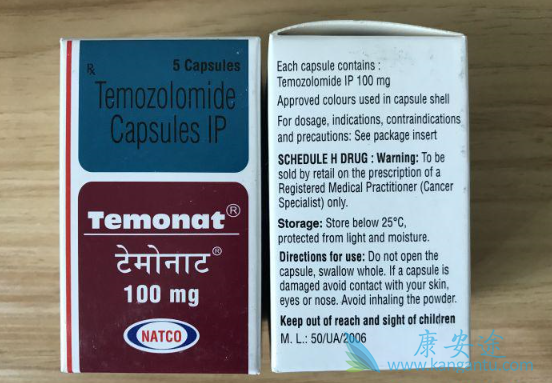 5 Capsules
Rx
Temozolomide
Capsules IP
Temonat®
टेमोनाट®
100 mg
NATCO
Each capsule contains :
Temozolomide IP 100 mg
Approved colours used in capsule shell
For dosage, indications, contraindications
and precautions: See package insert
SCHEDULE H DRUG : Warning: To be
sold by retail on the prescription of a
Registered Medical Practitioner (Cancer
Specialist) only.
Storage: Store below 25°C,
protected from light and moisture.
Directions for use: Do not open the
capsule, swallow whole. If a capsule is
damaged avoid contact with your skin,
eyes or nose. Avoid inhaling the powder.
Keep out of reach and sight of children
M. L.: 50/UA/2006
康安途
www.kangantu.com